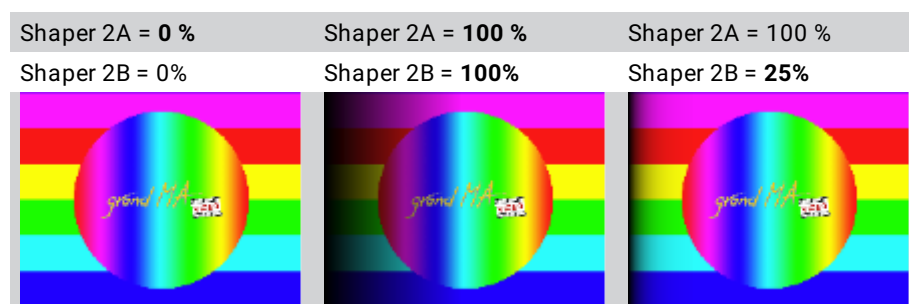 Shaper 2A = 0 %
Shaper 2A = 100 %
Shaper 2A = 100 %
Shaper 2B = 0%
Shaper 2B = 100%
Shaper 2B = 25%
grand MA
grand MA
grand MA